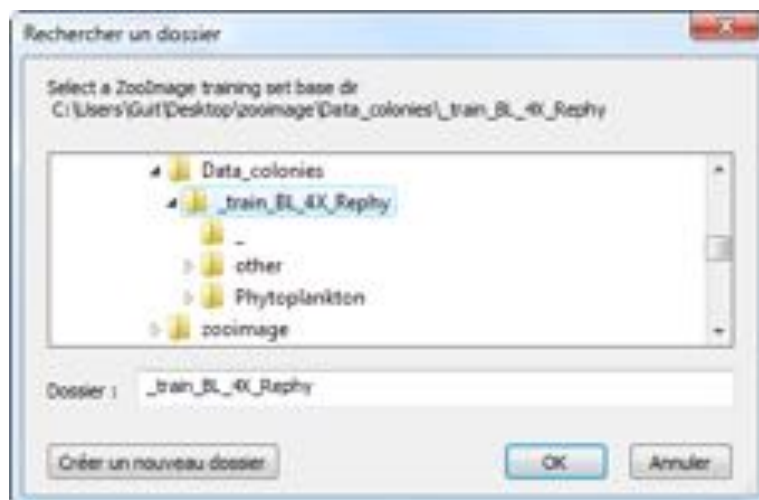 Rechercher un dossier
Select a ZooImage training set base dir
C:\Users\Guit\Desktop\zooimage\Data_colonies\_train_BL_4X_Rephy
Data_colonies
_train_BL_4X_Rephy
_
other
Phytoplankton
zooimage
Dossier : _train_BL_4X_Rephy
Créer un nouveau dossier OK Annuler